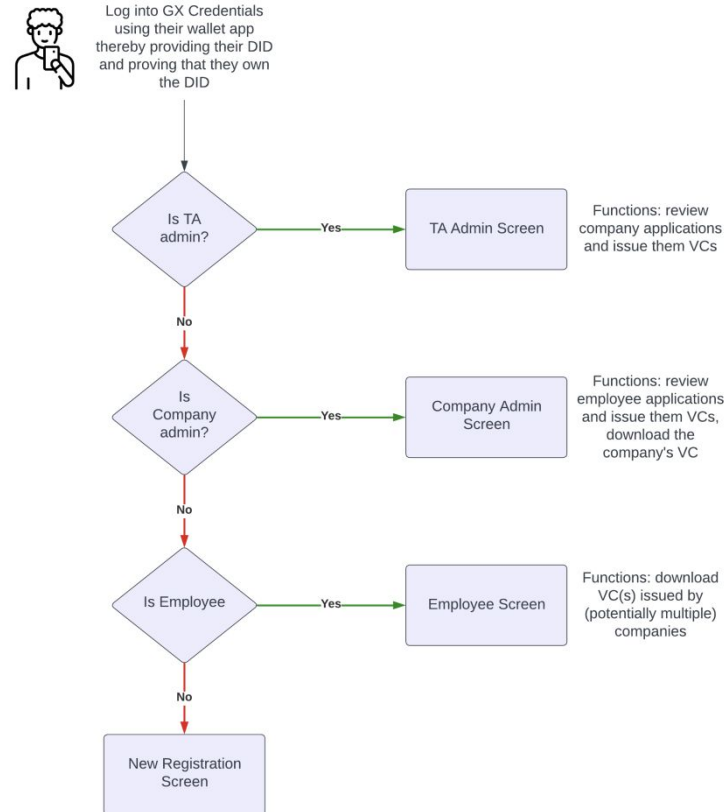 Log into GX Credentials
using their wallet app
thereby providing their DID
and proving that they own
the DID
Is TA
admin?
Yes
TA Admin Screen
Functions: review
company applications
and issue them VCs
No
Is
Company
admin?
Yes
Company Admin
Screen
Functions: review
employee applications
and issue them VCs,
download the
company's VC
No
Is Employee
Yes
Employee Screen
Functions: download
VC(s) issued by
(potentially multiple)
companies
No
New Registration
Screen